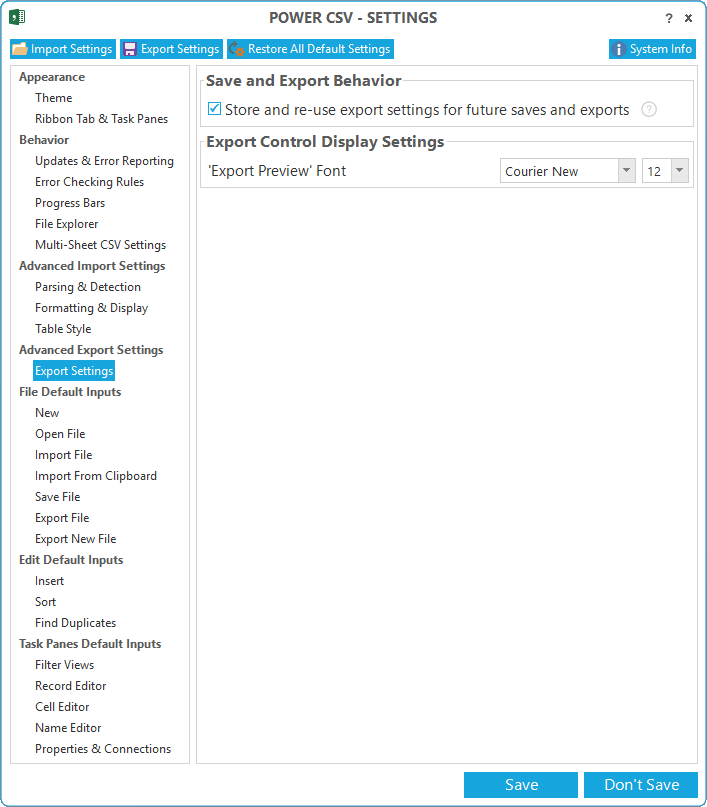 POWER CSV - SETTINGS
? x
Import Settings Export Settings Restore All Default Settings System Info
Appearance
Theme
Ribbon Tab & Task Panes
Behavior
Updates & Error Reporting
Error Checking Rules
Progress Bars
File Explorer
Multi-Sheet CSV Settings
Advanced Import Settings
Parsing & Detection
Formatting & Display
Table Style
Advanced Export Settings
Export Settings
File Default Inputs
New
Open File
Import File
Import From Clipboard
Save File
Export File
Export New File
Edit Default Inputs
Insert
Sort
Find Duplicates
Task Panes Default Inputs
Filter Views
Record Editor
Cell Editor
Name Editor
Properties & Connections
Save and Export Behavior
Store and re-use export settings for future saves and exports ?
Export Control Display Settings
'Export Preview' Font Courier New 12
Save Don't Save